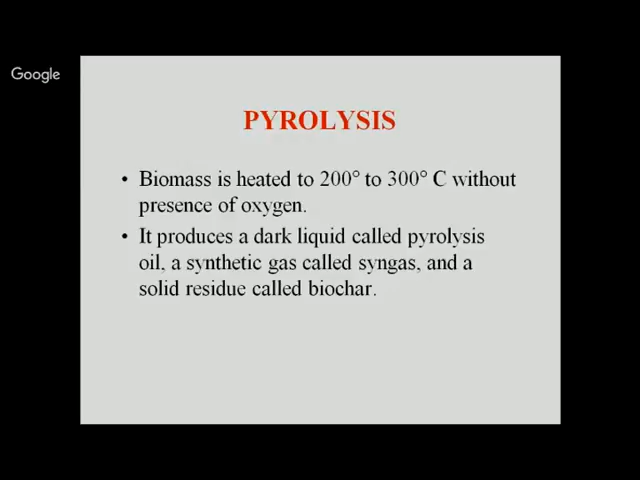 Google
PYROLYSIS
• Biomass is heated to 200° to 300° C without
presence of oxygen.
• It produces a dark liquid called pyrolysis
oil, a synthetic gas called syngas, and a
solid residue called biochar.